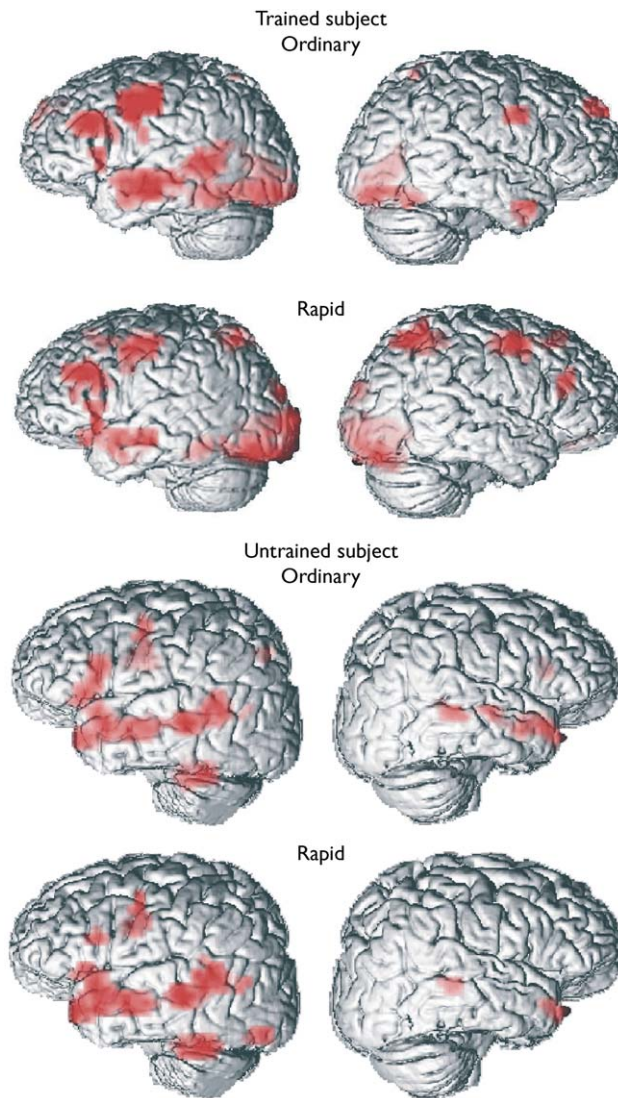 Trained subject
Ordinary
Rapid
Untrained subject
Ordinary
Rapid